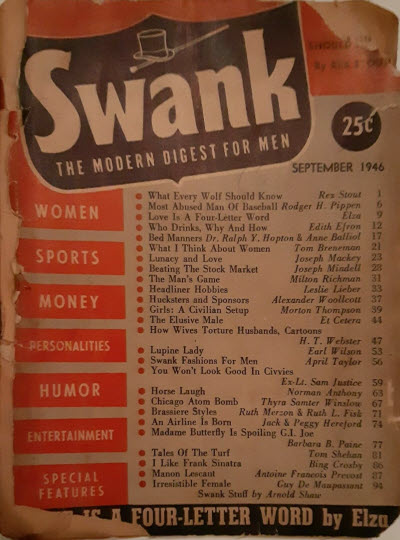 SHOULD
By REX STOUT
Swank
THE MODERN DIGEST FOR MEN
25¢
SEPTEMBER 1946
WOMEN
SPORTS
MONEY
PERSONALITIES
HUMOR
ENTERTAINMENT
SPECIAL
FEATURES
What Every Wolf Should Know Rex Stout 1
Most Abused Man Of Baseball Rodger H. Pippen 6
Love Is A Four-Letter Word Elza 9
Who Drinks, Why And How Edith Efron 12
Bed Manners Dr. Ralph Y. Hopton & Anne Balliol 17
What I Think About Women Tom Breneman 21
Lunacy and Love Joseph Mackey 23
Beating The Stock Market Joseph Mindell 28
The Man's Game Milton Richman 31
Headliner Hobbies Leslie Lieber 33
Hucksters and Sponsors Alexander Woollcott 37
Girls: A Civilian Setup Morton Thompson 39
The Elusive Male Et Cetera 44
How Wives Torture Husbands, Cartoons
H. T. Webster 47
Lupine Lady Earl Wilson 53
Swank Fashions For Men April Taylor 56
You Won't Look Good In Civvies
Ex-Lt. Sam Justice 59
Horse Laugh Norman Anthony 63
Chicago Atom Bomb Thyra Samter Winslow 67
Brassiere Styles Ruth Merzon & Ruth L. Fisk 71
An Airline Is Born Jack & Peggy Hereford 74
Madame Butterfly Is Spoiling G.I. Joe
Barbara B. Paine 77
Tales Of The Turf Tom Shehan 81
I Like Frank Sinatra Bing Crosby 86
Manon Lescaut Antoine Francois Prevost 87
Irresistible Female Guy De Maupassant 94
Swank Stuff by Arnold Shaw
IS A FOUR-LETTER WORD by Elza